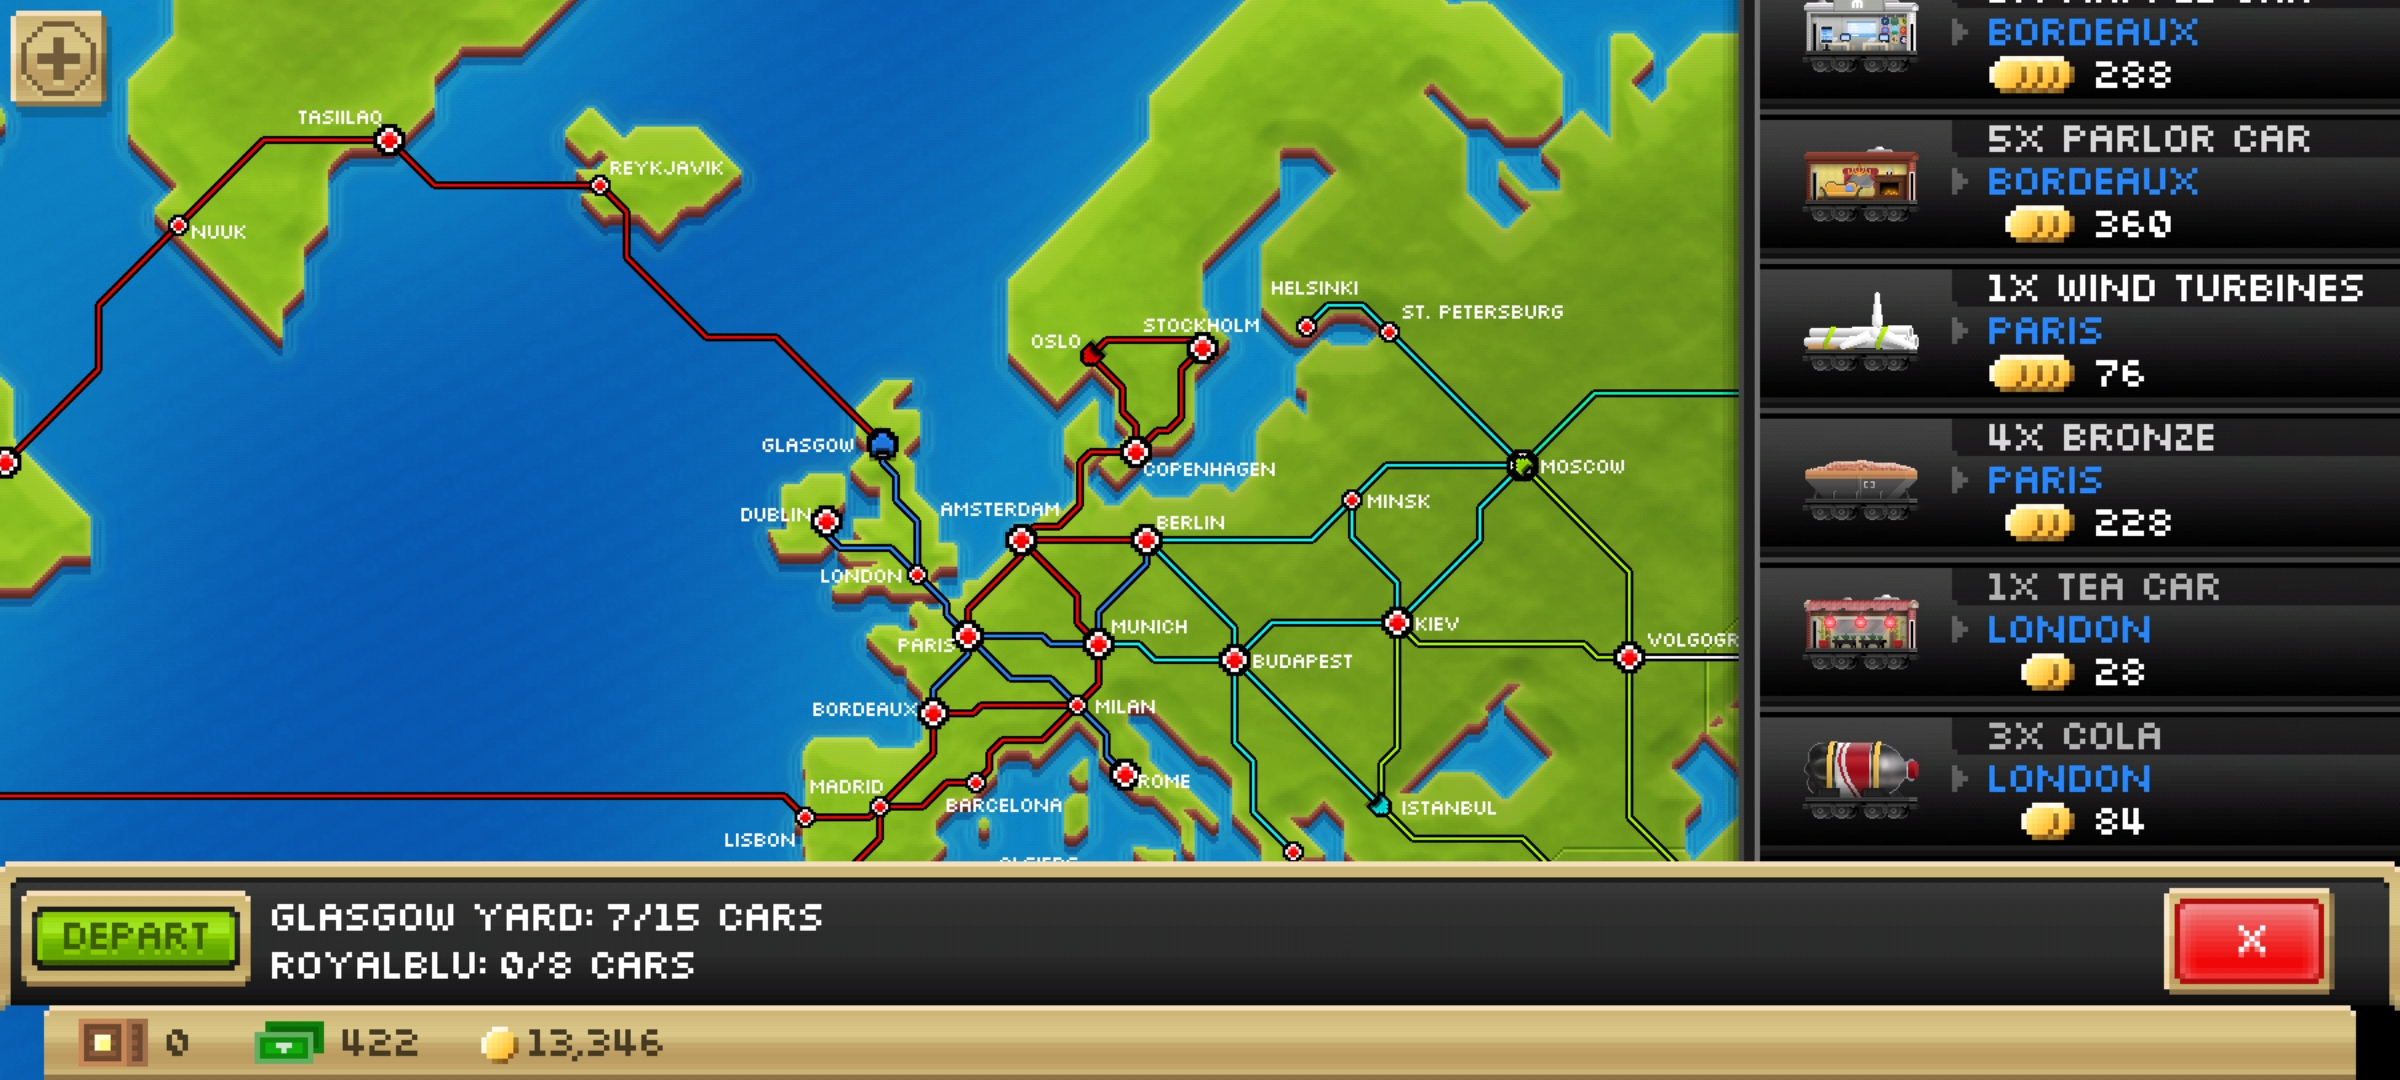 TASIILAQ
REYKJAVIK
NUUK
HELSINKI
ST. PETERSBURG
STOCKHOLM
OSLO
GLASGOW
COPENHAGEN
MOSCOW
MINSK
AMSTERDAM
DUBLIN
BERLIN
LONDON
MUNICH
KIEV
PARIS
BUDAPEST
VOLGOGR
BORDEAUX
MILAN
MADRID
ROME
BARCELONA
ISTANBUL
LISBON
BORDEAUX
288
5X PARLOR CAR
BORDEAUX
360
1X WIND TURBINES
PARIS
76
4X BRONZE
PARIS
228
1X TEA CAR
LONDON
28
3X COLA
LONDON
84
DEPART
GLASGOW YARD: 7/15 CARS
ROYALBLU: 0/8 CARS
X
0
422
13,346